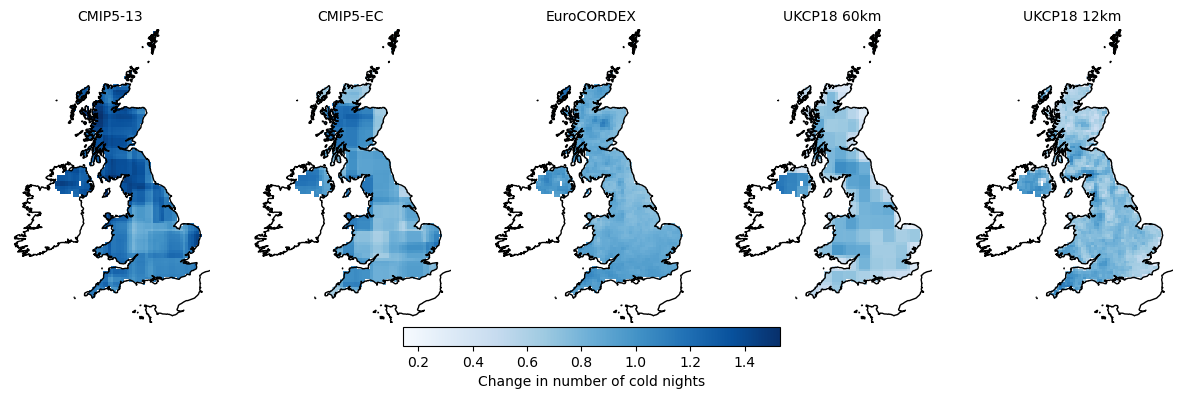 CMIP5-13
CMIP5-EC
EuroCORDEX
UKCP18 60km
UKCP18 12km
0.2 0.4 0.6 0.8 1.0 1.2 1.4
Change in number of cold nights